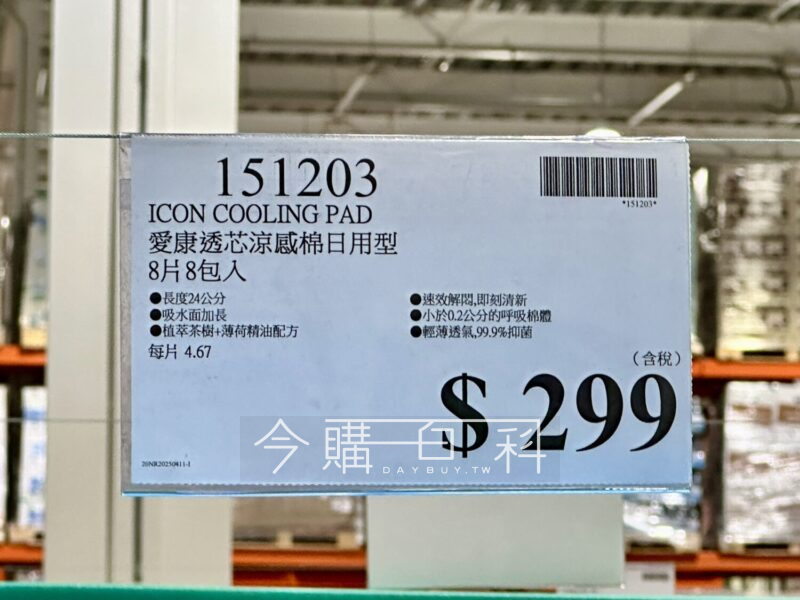 151203
*151203*
ICON COOLING PAD
愛康透芯涼感棉日用型
8片8包入
●長度24公分
●吸水面加長
●植萃茶樹+薄荷精油配方
每片 4.67
●速效解悶,即刻清新
●小於0.2公分的呼吸棉體
●輕薄透氣,99.9%抑菌
(含稅)
$ 299
今購百科
DAYBUY.TW
20NR20250411-1